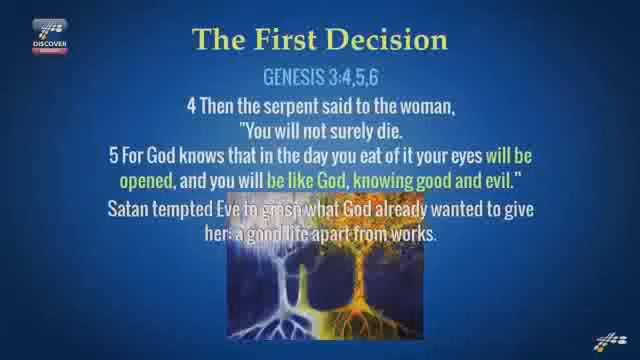 DISCOVER
The First Decision
GENESIS 3:4,5,6
4 Then the serpent said to the woman,
"You will not surely die.
5 For God knows that in the day you eat of it your eyes will be
opened, and you will be like God, knowing good and evil."
Satan tempted Eve to grasp what God already wanted to give
her: a good life apart from works.